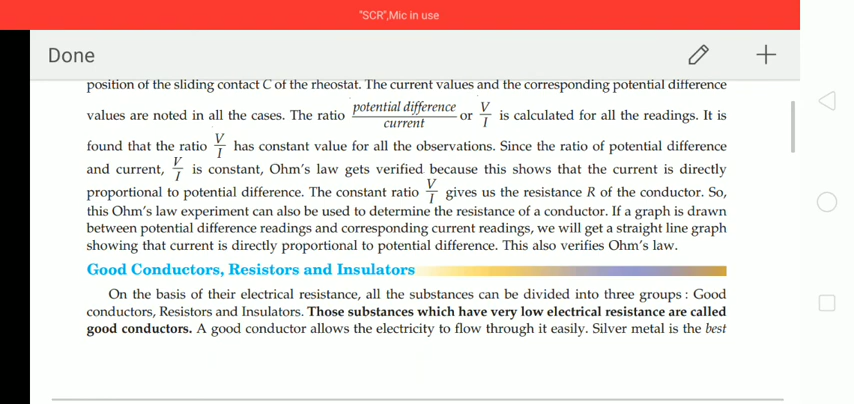 "SCR",Mic in use
Done
position of the sliding contact C of the rheostat. The current values and the corresponding potential difference
values are noted in all the cases. The ratio potential difference/current or V/I is calculated for all the readings. It is
found that the ratio V/I has constant value for all the observations. Since the ratio of potential difference
and current, V/I is constant, Ohm's law gets verified because this shows that the current is directly
proportional to potential difference. The constant ratio V/I gives us the resistance R of the conductor. So,
this Ohm's law experiment can also be used to determine the resistance of a conductor. If a graph is drawn
between potential difference readings and corresponding current readings, we will get a straight line graph
showing that current is directly proportional to potential difference. This also verifies Ohm's law.
Good Conductors, Resistors and Insulators
On the basis of their electrical resistance, all the substances can be divided into three groups : Good
conductors, Resistors and Insulators. Those substances which have very low electrical resistance are called
good conductors. A good conductor allows the electricity to flow through it easily. Silver metal is the best